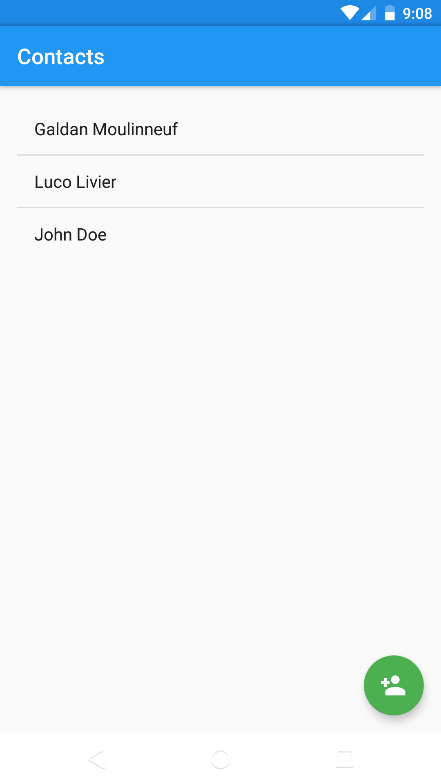 9:08
Contacts
Galdan Moulinneuf
Luco Livier
John Doe